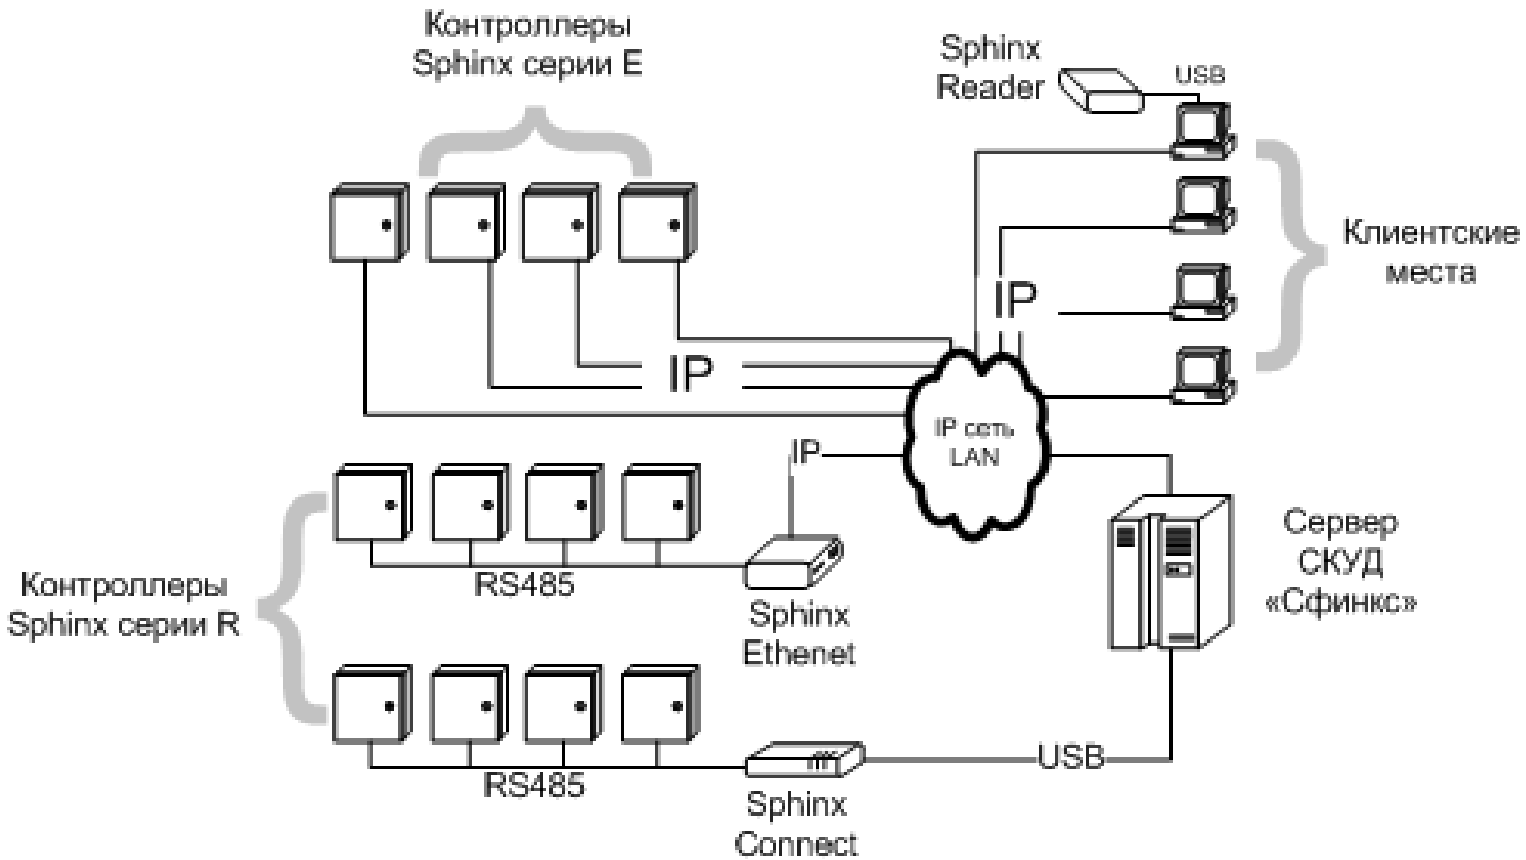 Контроллеры
Sphinx серии E
Sphinx
Reader
USB
Клиентские
места
IP
IP
IP сеть
LAN
IP
RS485
Контроллеры
Sphinx серии R
Sphinx
Ethenet
Сервер
СКУД
«Сфинкс»
RS485
USB
Sphinx
Connect